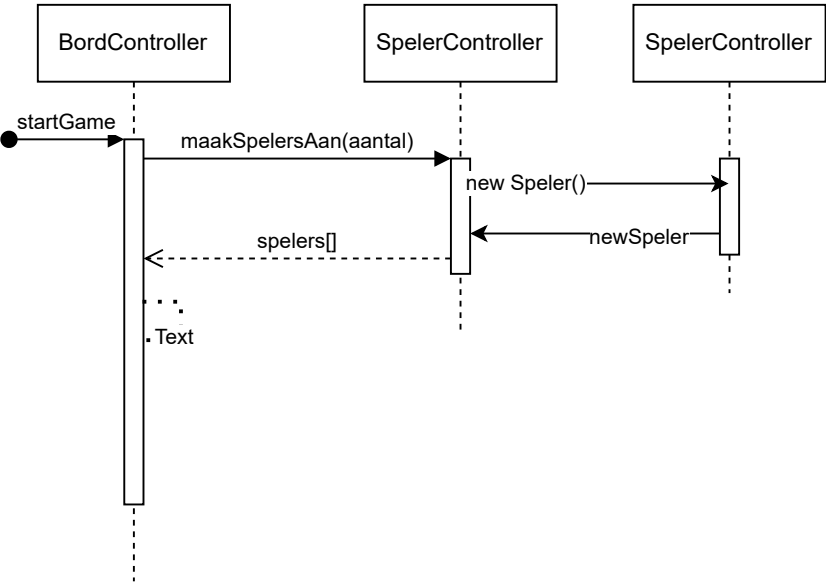 BordController
SpelerController
SpelerController
startGame
maakSpelersAan(aantal)
new Speler()
newSpeler
spelers[]
Text